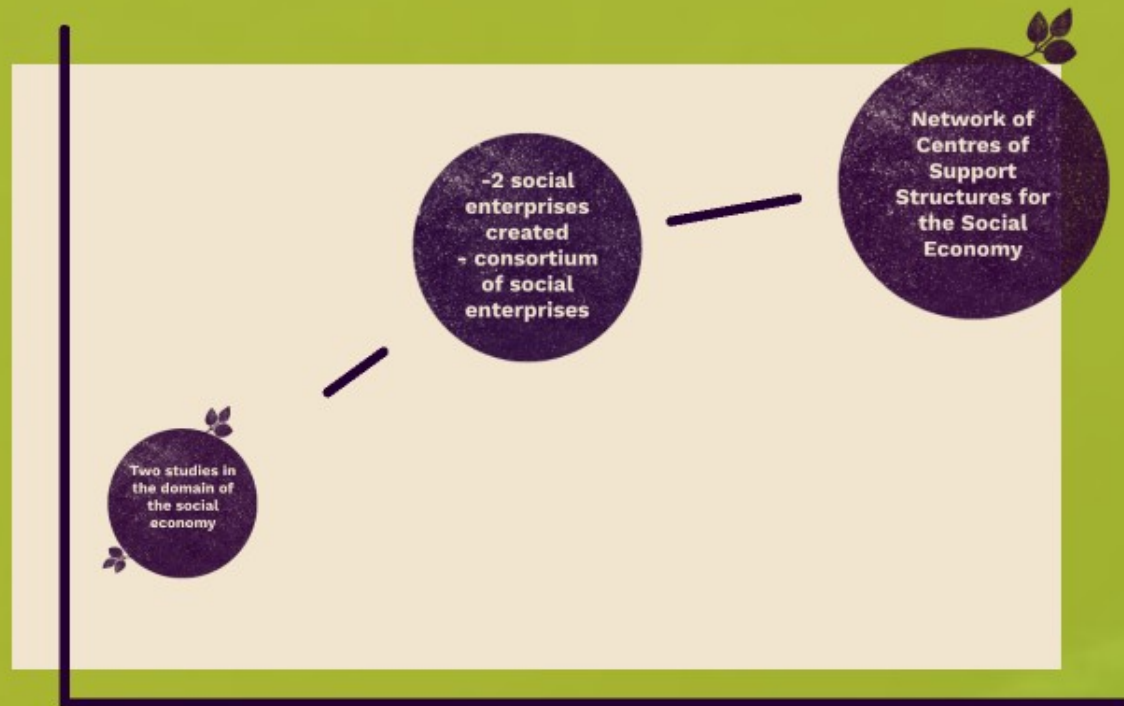 Network of
Centres of
Support
Structures for
the Social
Economy
-2 social
enterprises
created
- consortium
of social
enterprises
Two studies in
the domain of
the social
economy